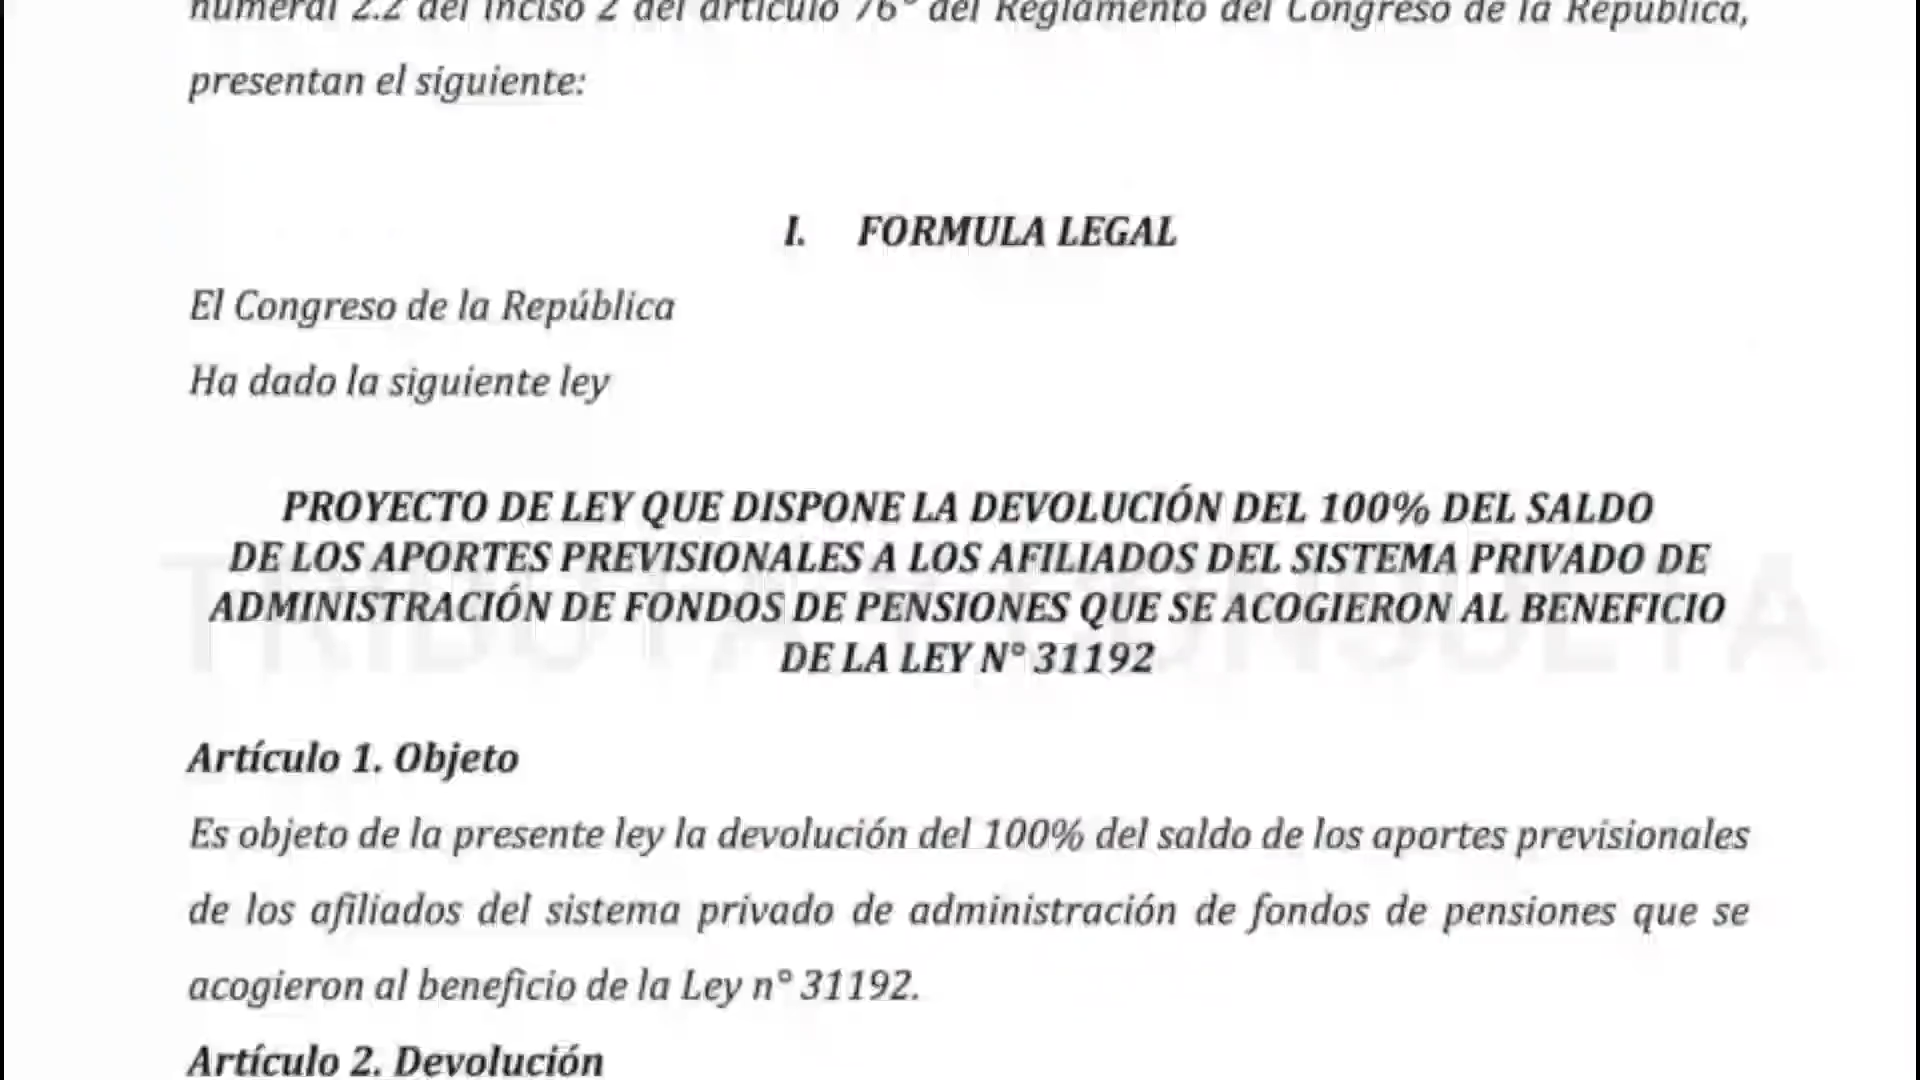 numeral 2.2 del inciso 2 del artículo 76° del Reglamento del Congreso de la República,
presentan el siguiente:
I. FORMULA LEGAL
El Congreso de la República
Ha dado la siguiente ley
PROYECTO DE LEY QUE DISPONE LA DEVOLUCIÓN DEL 100% DEL SALDO
DE LOS APORTES PREVISIONALES A LOS AFILIADOS DEL SISTEMA PRIVADO DE
ADMINISTRACIÓN DE FONDOS DE PENSIONES QUE SE ACOGIERON AL BENEFICIO
DE LA LEY N° 31192
Artículo 1. Objeto
Es objeto de la presente ley la devolución del 100% del saldo de los aportes previsionales
de los afiliados del sistema privado de administración de fondos de pensiones que se
acogieron al beneficio de la Ley n° 31192.
Artículo 2. Devolución